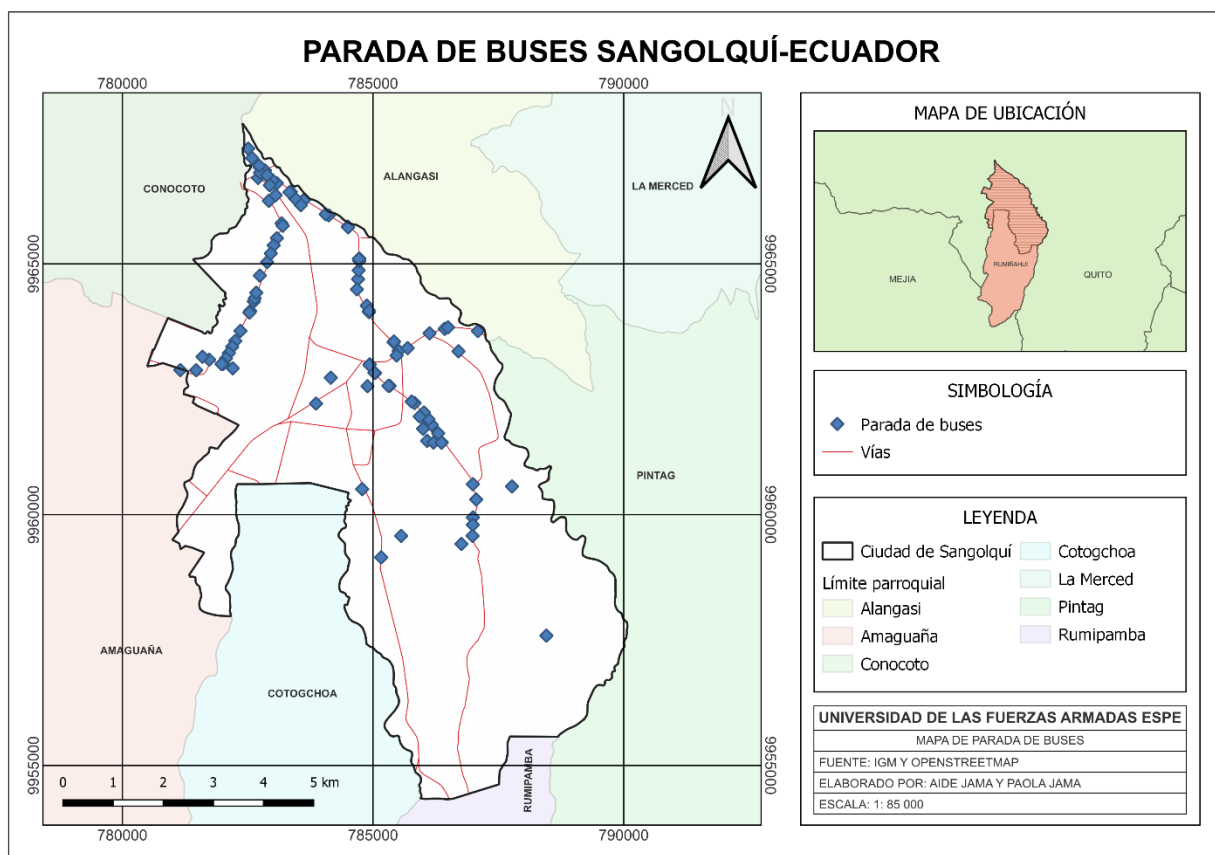 PARADA DE BUSES SANGOLQUÍ-ECUADOR
780000
785000
790000
N
CONOCOTO
ALANGASI
LA MERCED
9965000
9965000
PINTAG
9960000
9960000
AMAGUAÑA
COTOGCHOA
RUMIPAMBA
9955000
9955000
0 1 2 3 4 5 km
780000
785000
790000
MAPA DE UBICACIÓN
RUMIÑAHUI
MEJIA
QUITO
SIMBOLOGÍA
Parada de buses
Vías
LEYENDA
Ciudad de Sangolquí
Límite parroquial
Alangasi
Amaguaña
Conocoto
Cotogchoa
La Merced
Pintag
Rumipamba
UNIVERSIDAD DE LAS FUERZAS ARMADAS ESPE
MAPA DE PARADA DE BUSES
FUENTE: IGM Y OPENSTREETMAP
ELABORADO POR: AIDE JAMA Y PAOLA JAMA
ESCALA: 1: 85 000